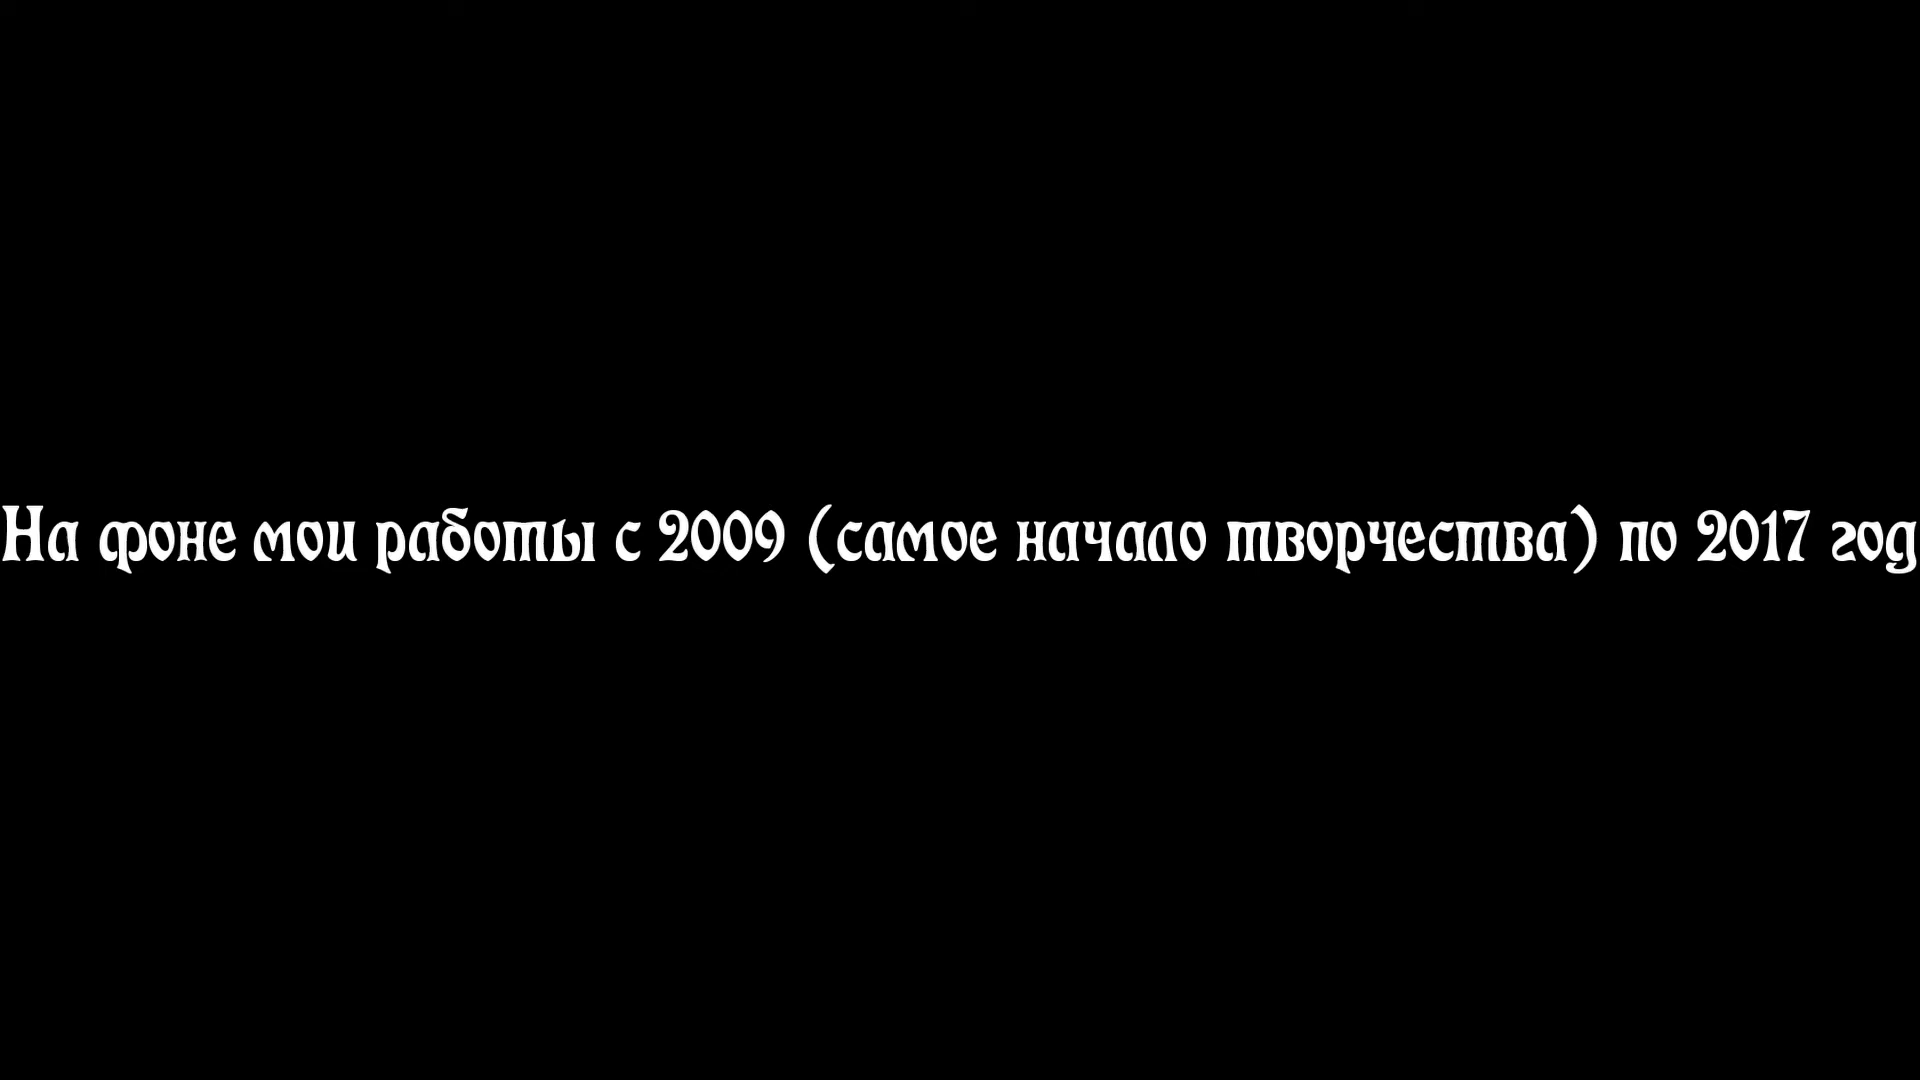 На фоне мои работы с 2009 (самое начало творчества) по 2017 год